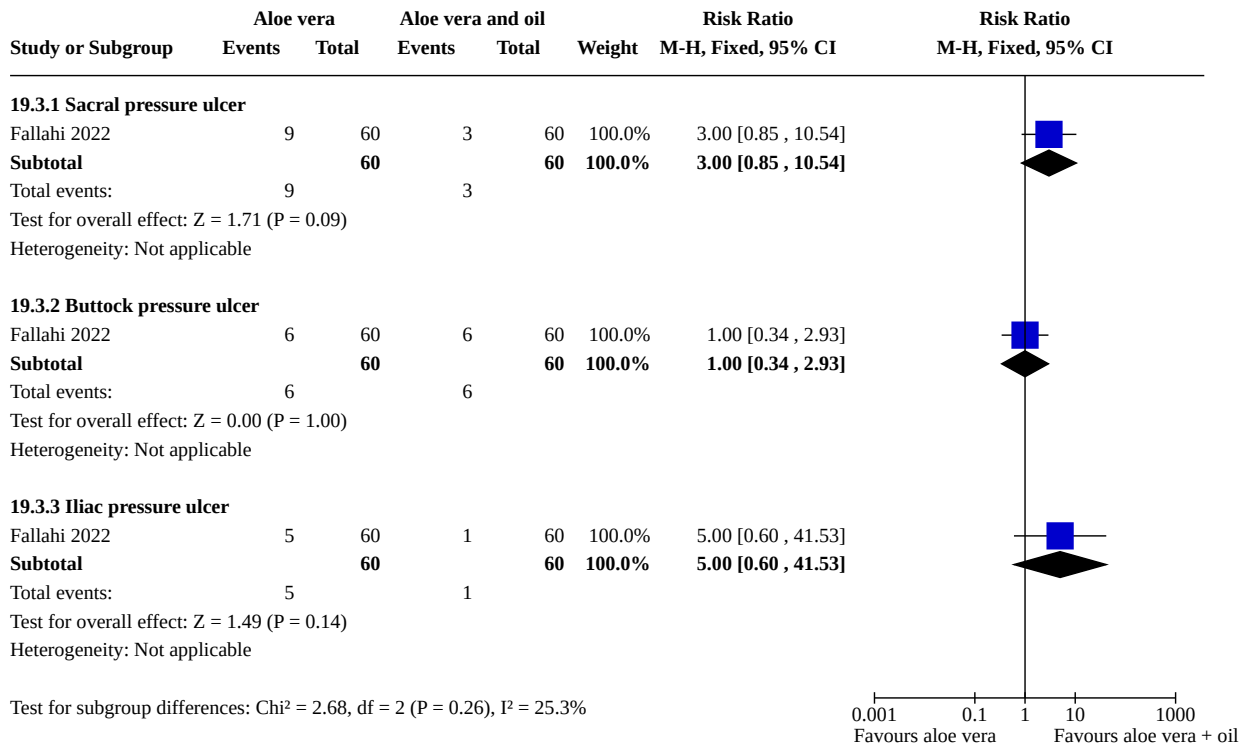 Aloe vera Aloe vera and oil Risk Ratio Risk Ratio
Study or Subgroup Events Total Events Total Weight M-H, Fixed, 95% CI M-H, Fixed, 95% CI
19.3.1 Sacral pressure ulcer
Fallahi 2022 9 60 3 60 100.0% 3.00 [0.85 , 10.54]
Subtotal 60 60 100.0% 3.00 [0.85 , 10.54]
Total events: 9 3
Test for overall effect: Z = 1.71 (P = 0.09)
Heterogeneity: Not applicable
19.3.2 Buttock pressure ulcer
Fallahi 2022 6 60 6 60 100.0% 1.00 [0.34 , 2.93]
Subtotal 60 60 100.0% 1.00 [0.34 , 2.93]
Total events: 6 6
Test for overall effect: Z = 0.00 (P = 1.00)
Heterogeneity: Not applicable
19.3.3 Iliac pressure ulcer
Fallahi 2022 5 60 1 60 100.0% 5.00 [0.60 , 41.53]
Subtotal 60 60 100.0% 5.00 [0.60 , 41.53]
Total events: 5 1
Test for overall effect: Z = 1.49 (P = 0.14)
Heterogeneity: Not applicable
Test for subgroup differences: Chi² = 2.68, df = 2 (P = 0.26), I² = 25.3%
0.001 0.1 1 10 1000
Favours aloe vera Favours aloe vera + oil